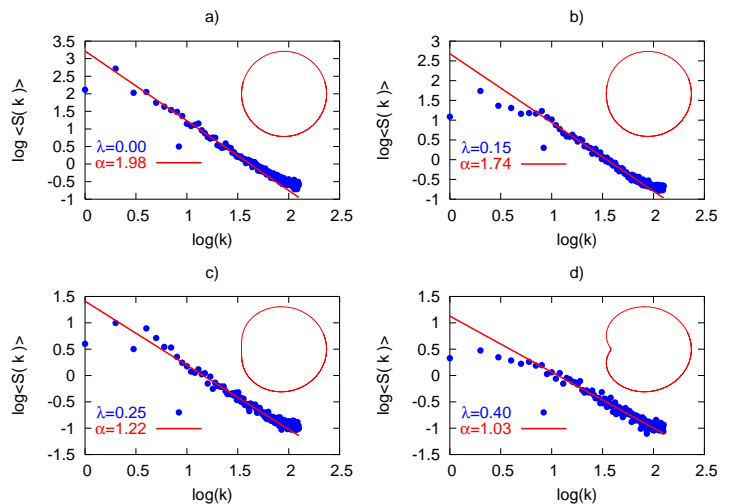 a)
3.5
3
2.5
2
1.5
1
0.5
0
-0.5
-1
log <S( k )>
λ=0.00
α=1.98
0 0.5 1 1.5 2 2.5
log(k)
b)
3
2.5
2
1.5
1
0.5
0
-0.5
-1
log <S( k )>
λ=0.15
α=1.74
0 0.5 1 1.5 2 2.5
log(k)
c)
1.5
1
0.5
0
-0.5
-1
-1.5
log<S( k )>
λ=0.25
α=1.22
0 0.5 1 1.5 2 2.5
log(k)
d)
1.5
1
0.5
0
-0.5
-1
-1.5
log<S( k )>
λ=0.40
α=1.03
0 0.5 1 1.5 2 2.5
log(k)